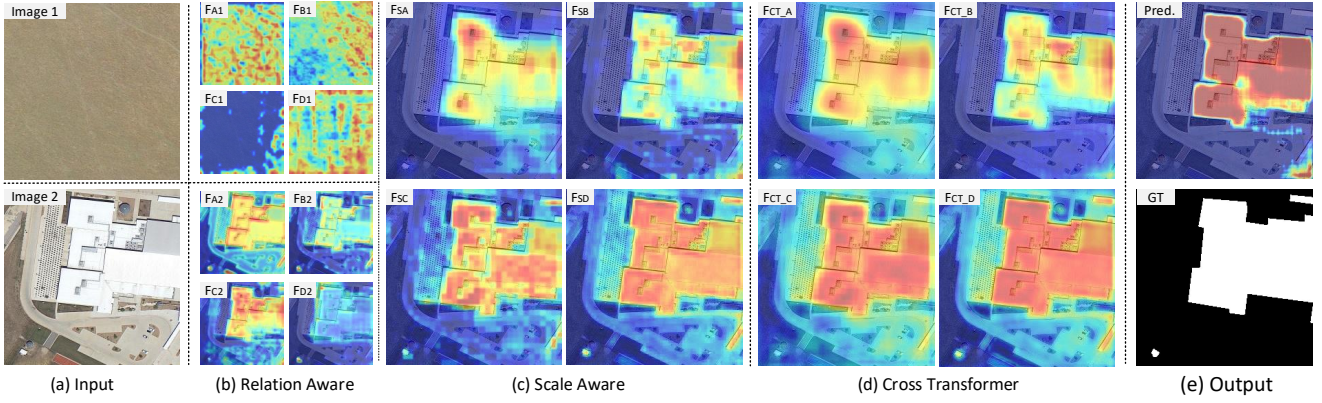 Image 1
FA1
FB1
FSA
FSB
FCT_A
FCT_B
Pred.
FC1
FD1
Image 2
FA2
FB2
FSC
FSD
FCT_C
FCT_D
GT
FC2
FD2
(a) Input
(b) Relation Aware
(c) Scale Aware
(d) Cross Transformer
(e) Output